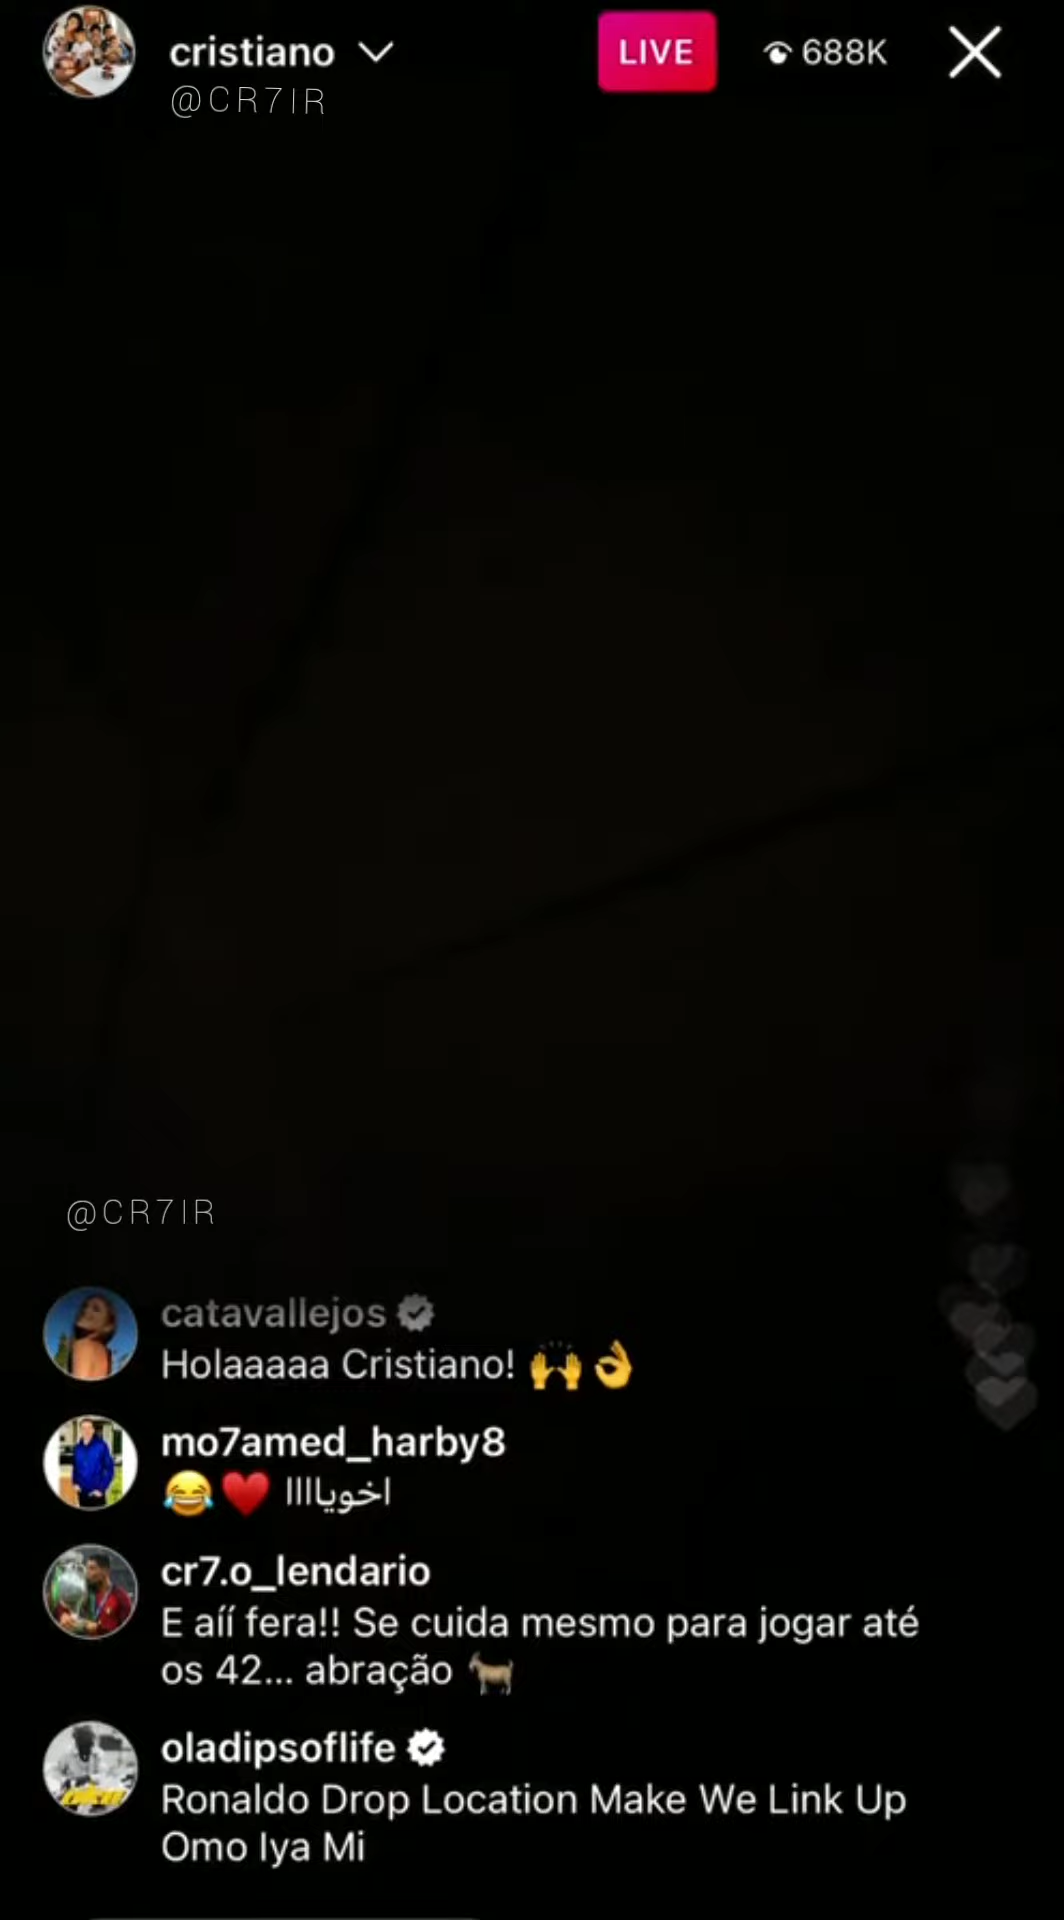 cristiano
LIVE
688K
@CR7IR
@CR7IR
catavallejos
Holaaaaa Cristiano! 🙌👌
mo7amed_harby8
😂❤️ اخوياااا
cr7.o_lendario
E aíí fera!! Se cuida mesmo para jogar até
os 42... abração 🐐
oladipsoflife
Ronaldo Drop Location Make We Link Up
Omo Iya Mi